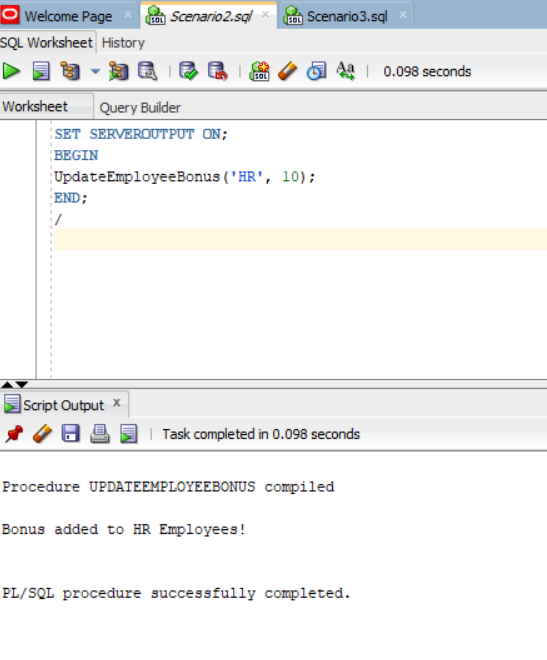 Welcome Page × Scenario2.sql × Scenario3.sql ×
SQL Worksheet History
SQL Aa 0.098 seconds
Worksheet Query Builder
SET SERVEROUTPUT ON;
BEGIN
UpdateEmployeeBonus('HR', 10);
END;
/
Script Output x
Task completed in 0.098 seconds
Procedure UPDATEEMPLOYEEBONUS compiled
Bonus added to HR Employees!
PL/SQL procedure successfully completed.